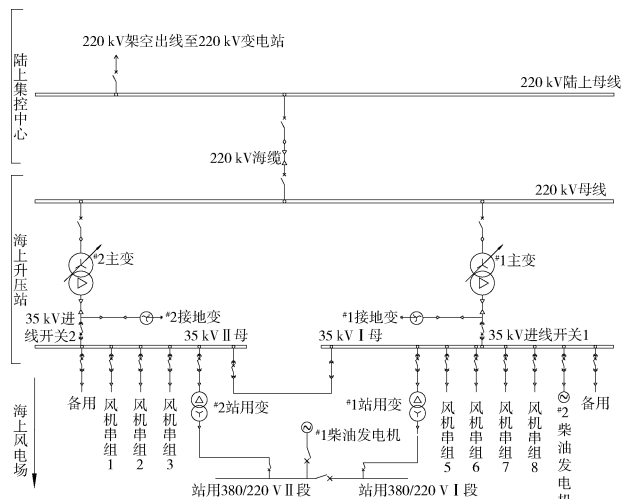 220 kV架空出线至220 kV变电站
陆上集控中心
220 kV陆上母线
220 kV海缆
220 kV母线
海上升压站
#2主变
#1主变
35 kV进
线开关2
#2接地变
35 kVⅡ母
#1接地变
35 kVⅠ母
35 kV进线开关1
海上风电场
备用
风机串组1
风机串组2
风机串组3
#2站用变
#1柴油发电机
#1站用变
风机串组5
风机串组6
风机串组7
风机串组8
#2柴油发电机
备用
站用380/220 VⅡ段
站用380/220 VⅠ段